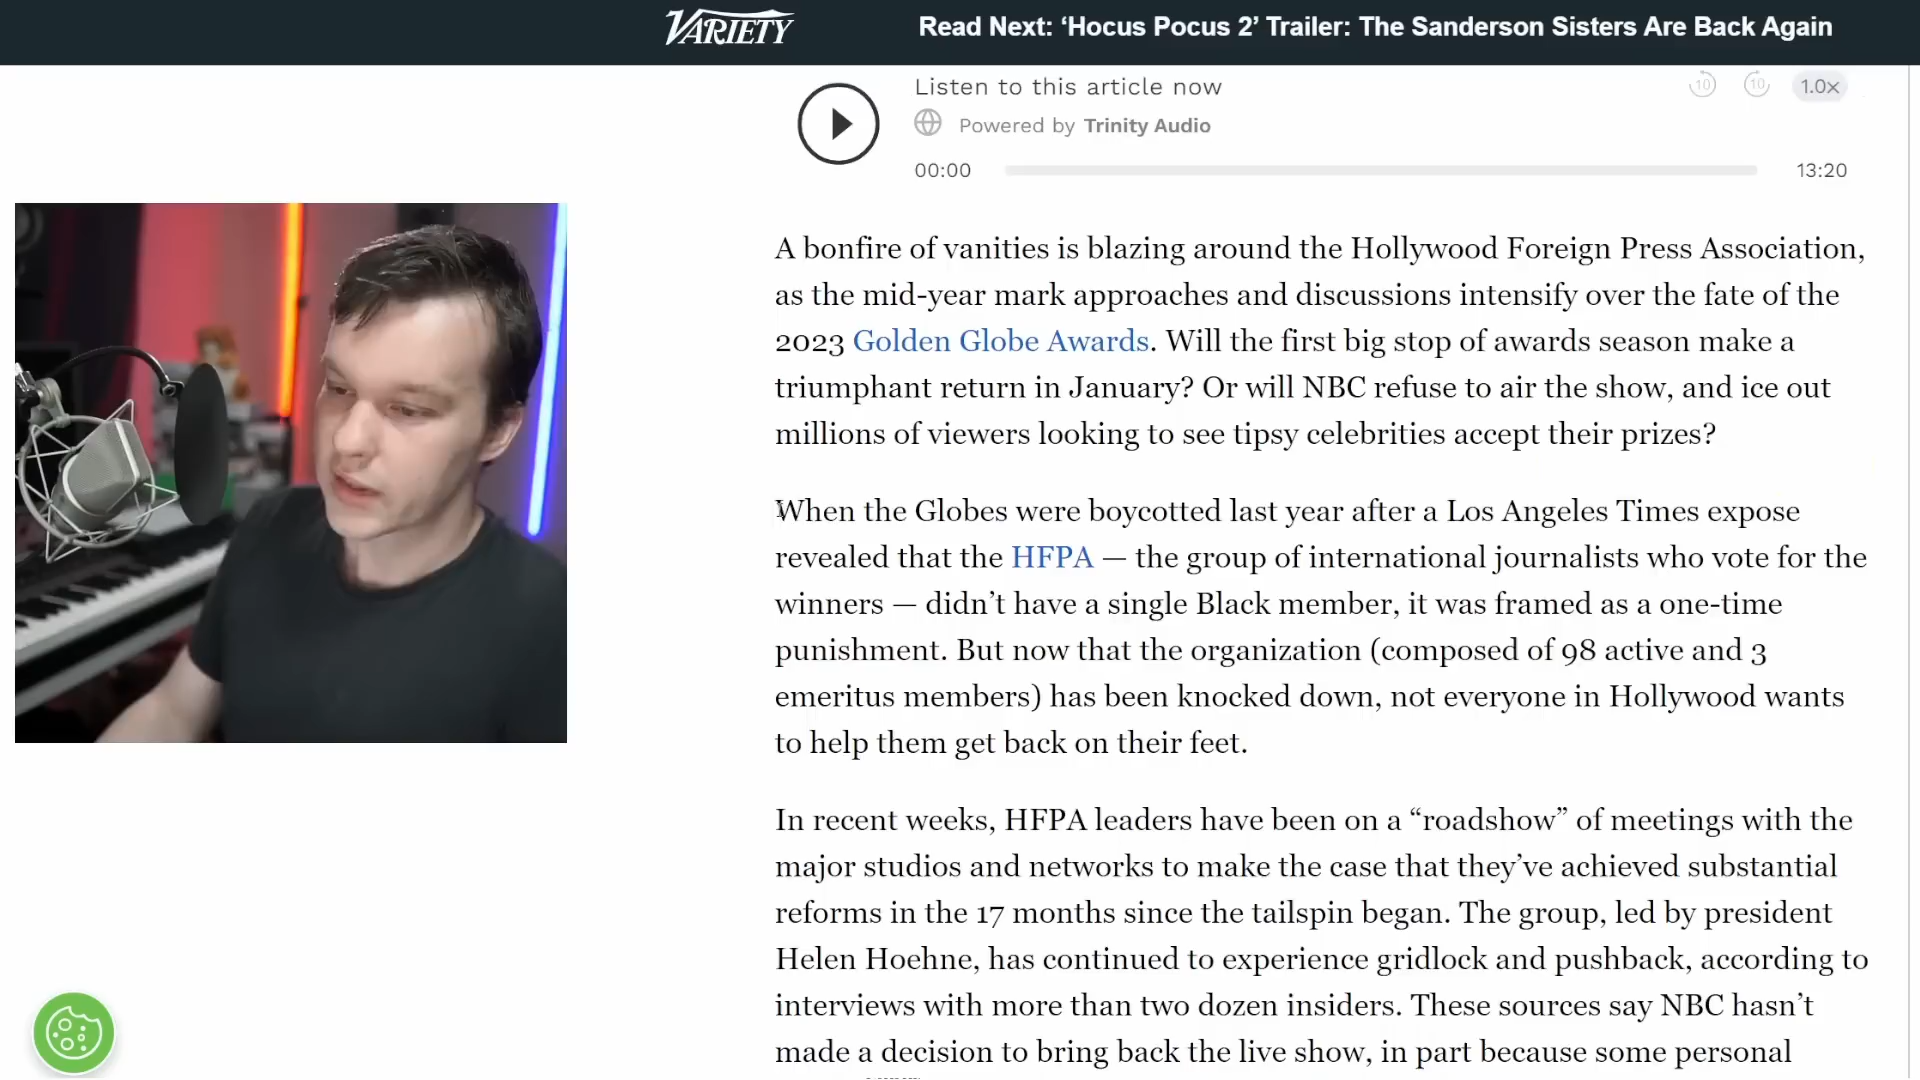 VARIETY
Read Next: ‘Hocus Pocus 2’ Trailer: The Sanderson Sisters Are Back Again
Listen to this article now
10
10
1.0x
Powered by Trinity Audio
00:00
13:20
A bonfire of vanities is blazing around the Hollywood Foreign Press Association,
as the mid-year mark approaches and discussions intensify over the fate of the
2023 Golden Globe Awards. Will the first big stop of awards season make a
triumphant return in January? Or will NBC refuse to air the show, and ice out
millions of viewers looking to see tipsy celebrities accept their prizes?
When the Globes were boycotted last year after a Los Angeles Times expose
revealed that the HFPA — the group of international journalists who vote for the
winners — didn’t have a single Black member, it was framed as a one-time
punishment. But now that the organization (composed of 98 active and 3
emeritus members) has been knocked down, not everyone in Hollywood wants
to help them get back on their feet.
In recent weeks, HFPA leaders have been on a “roadshow” of meetings with the
major studios and networks to make the case that they’ve achieved substantial
reforms in the 17 months since the tailspin began. The group, led by president
Helen Hoehne, has continued to experience gridlock and pushback, according to
interviews with more than two dozen insiders. These sources say NBC hasn’t
made a decision to bring back the live show, in part because some personal